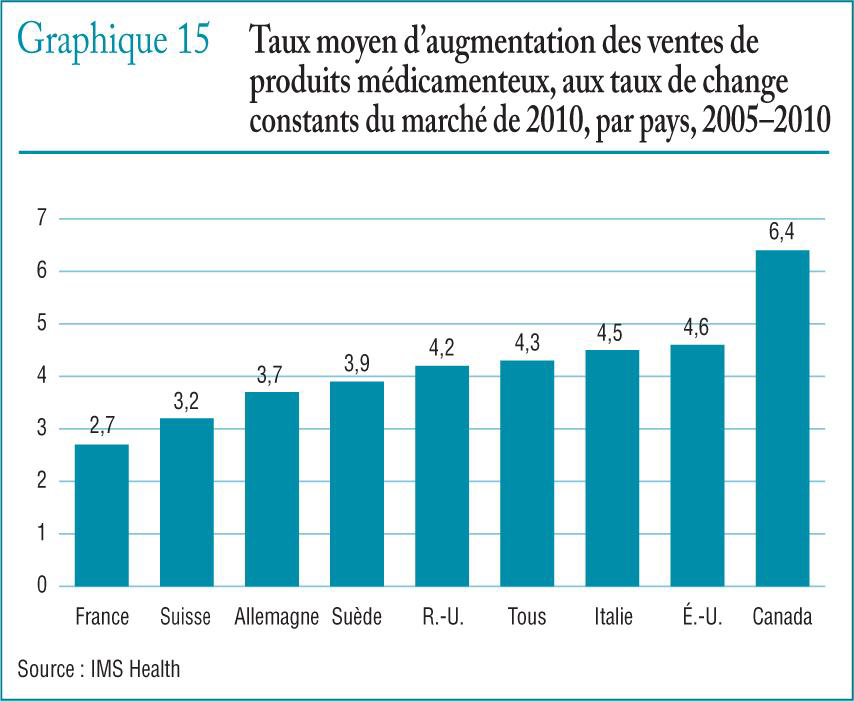 Graphique 15
Taux moyen d’augmentation des ventes de
produits médicamenteux, aux taux de change
constants du marché de 2010, par pays, 2005–2010
7
6
5
4
3
2
1
0
2,7
3,2
3,7
3,9
4,2
4,3
4,5
4,6
6,4
France Suisse Allemagne Suède R.-U. Tous Italie É.-U. Canada
Source : IMS Health